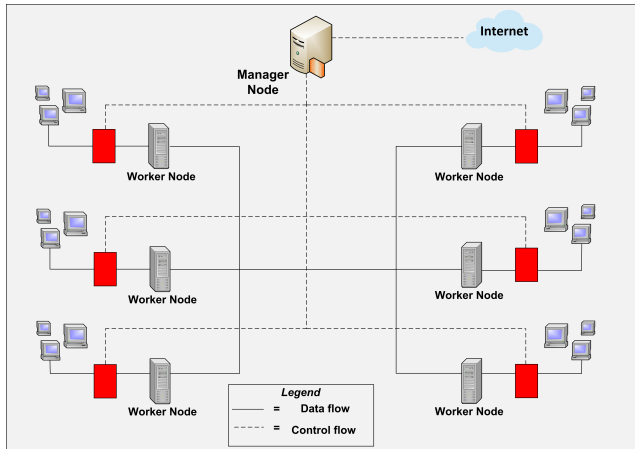 Internet
Manager
Node
Worker Node
Worker Node
Worker Node
Worker Node
Worker Node
Worker Node
Legend
= Data flow
= Control flow